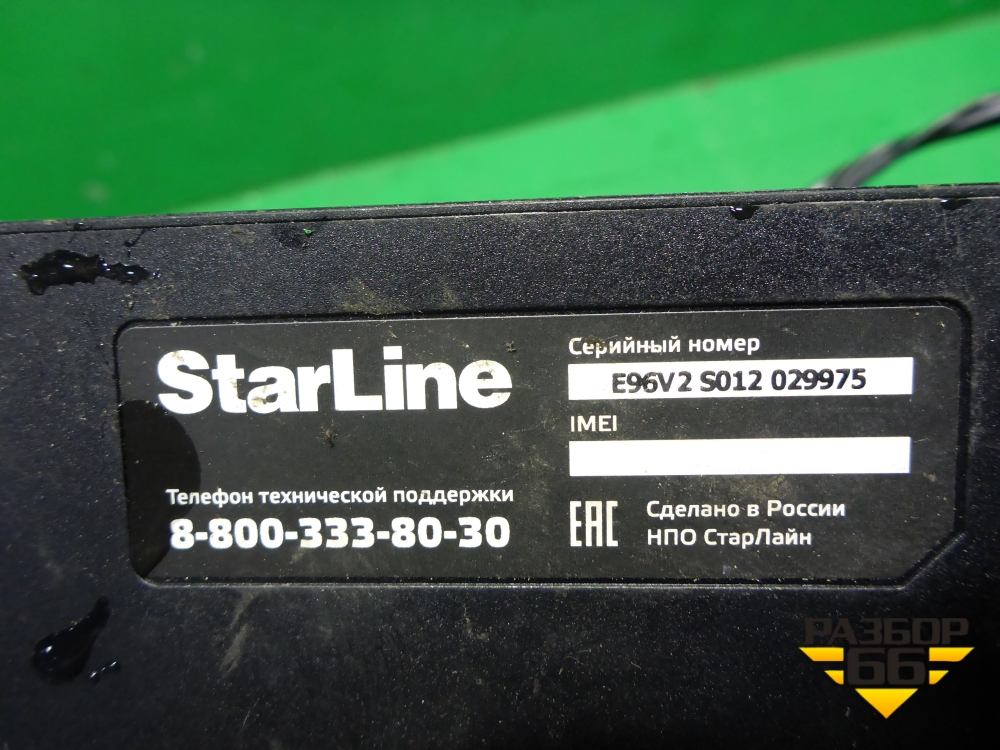 StarLine
Серийный номер
E96V2 S012 029975
IMEI
Телефон технической поддержки
8-800-333-80-30
EAC
Сделано в России
НПО СтарЛайн
РАЗБОР
66